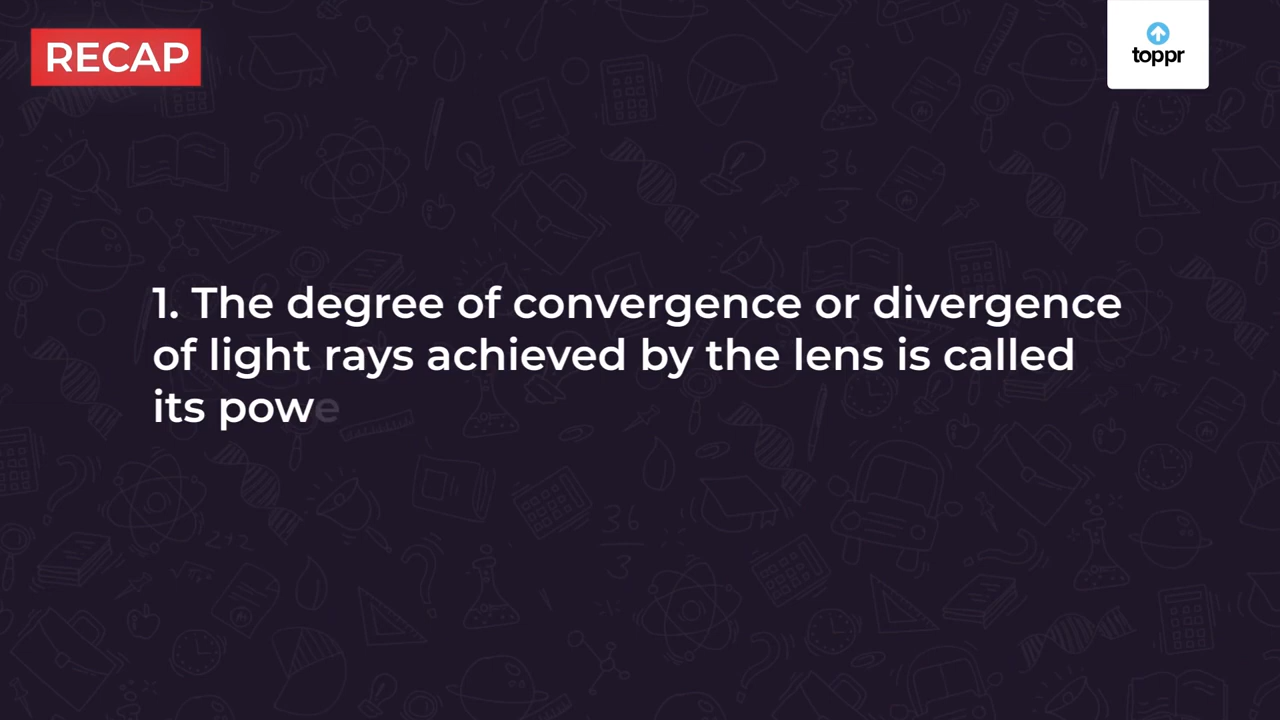 RECAP
toppr
1. The degree of convergence or divergence
of light rays achieved by the lens is called
its powe